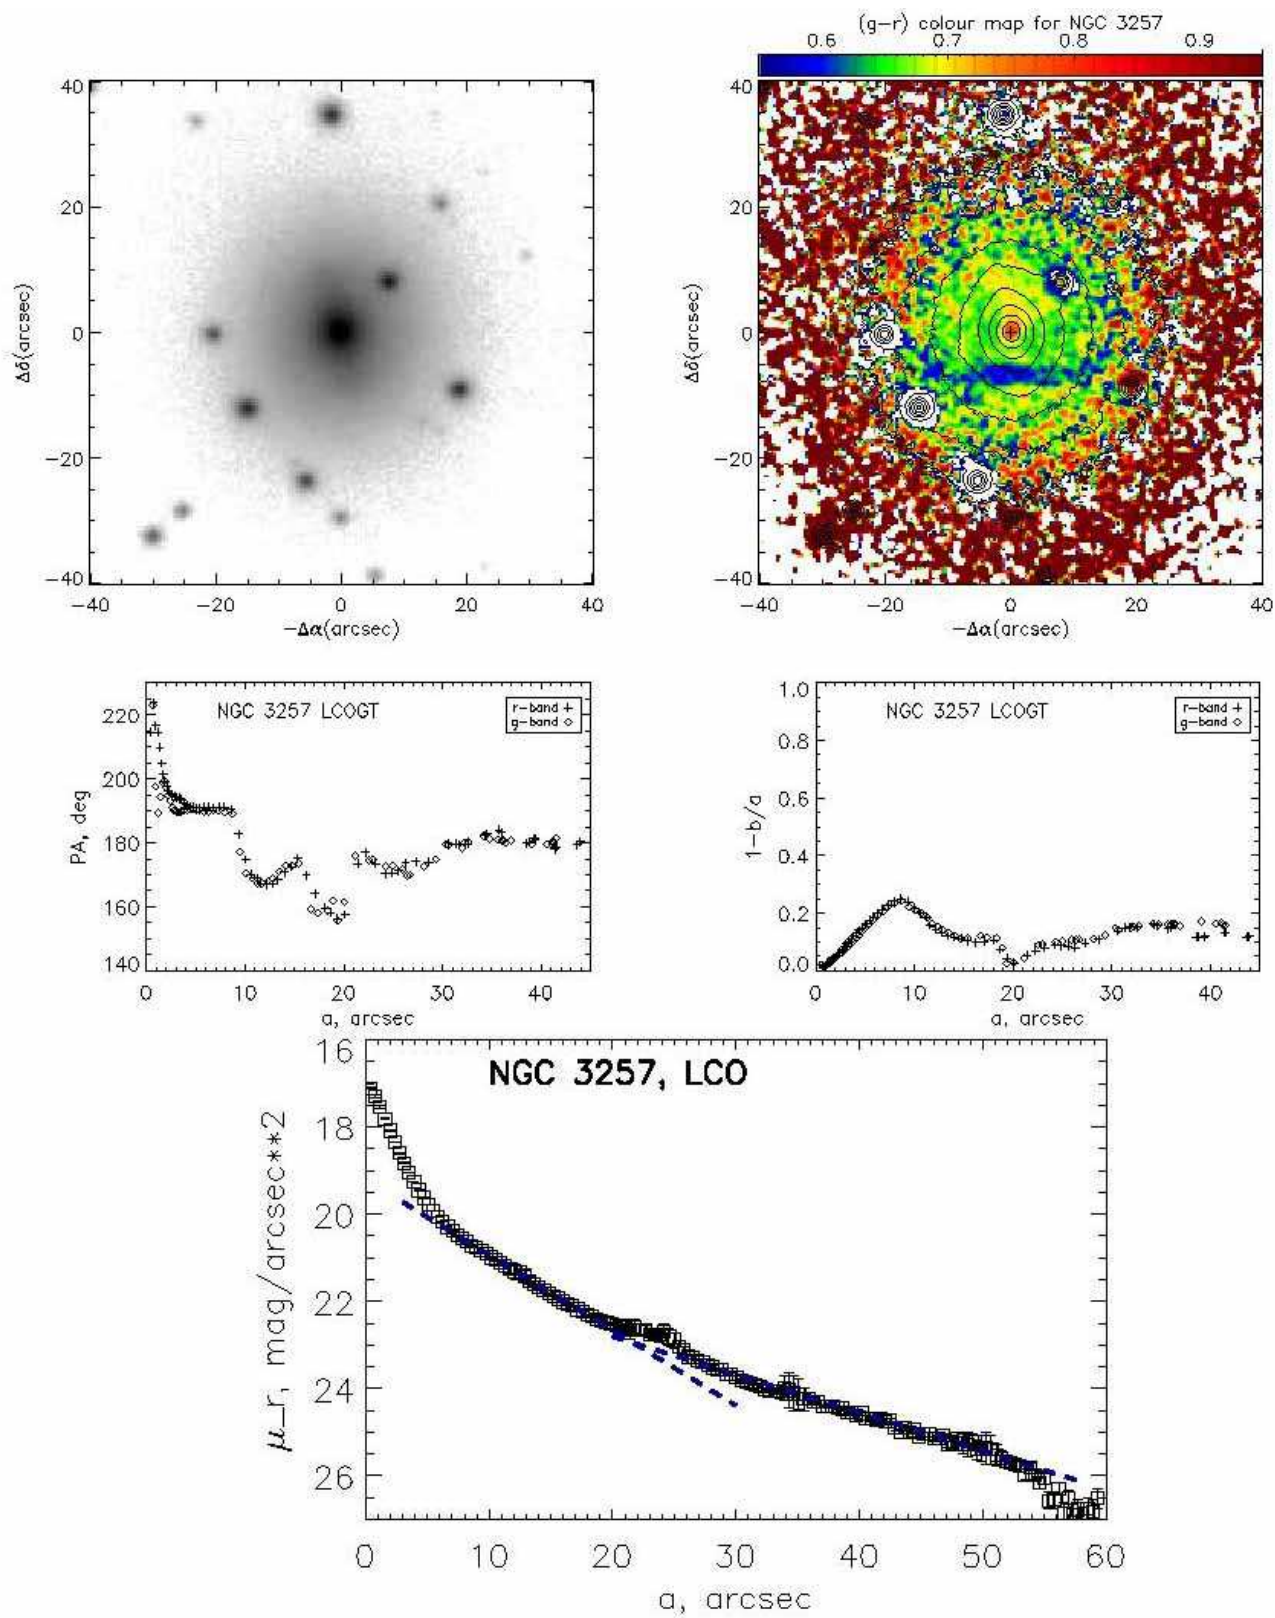 (g-r) colour map for NGC 3257
0.6 0.7 0.8 0.9
40
20
0
-20
-40
Δδ(arcsec)
-40 -20 0 20 40
-Δα(arcsec)
40
20
0
-20
-40
Δδ(arcsec)
-40 -20 0 20 40
-Δα(arcsec)
NGC 3257 LCOGT
r-band +
g-band ◇
220
200
180
160
140
PA, deg
0 10 20 30 40
a, arcsec
NGC 3257 LCOGT
r-band +
g-band ◇
1.0
0.8
0.6
0.4
0.2
0.0
1-b/a
0 10 20 30 40
a, arcsec
NGC 3257, LCO
16
18
20
22
24
26
μ_r, mag/arcsec**2
0 10 20 30 40 50 60
a, arcsec